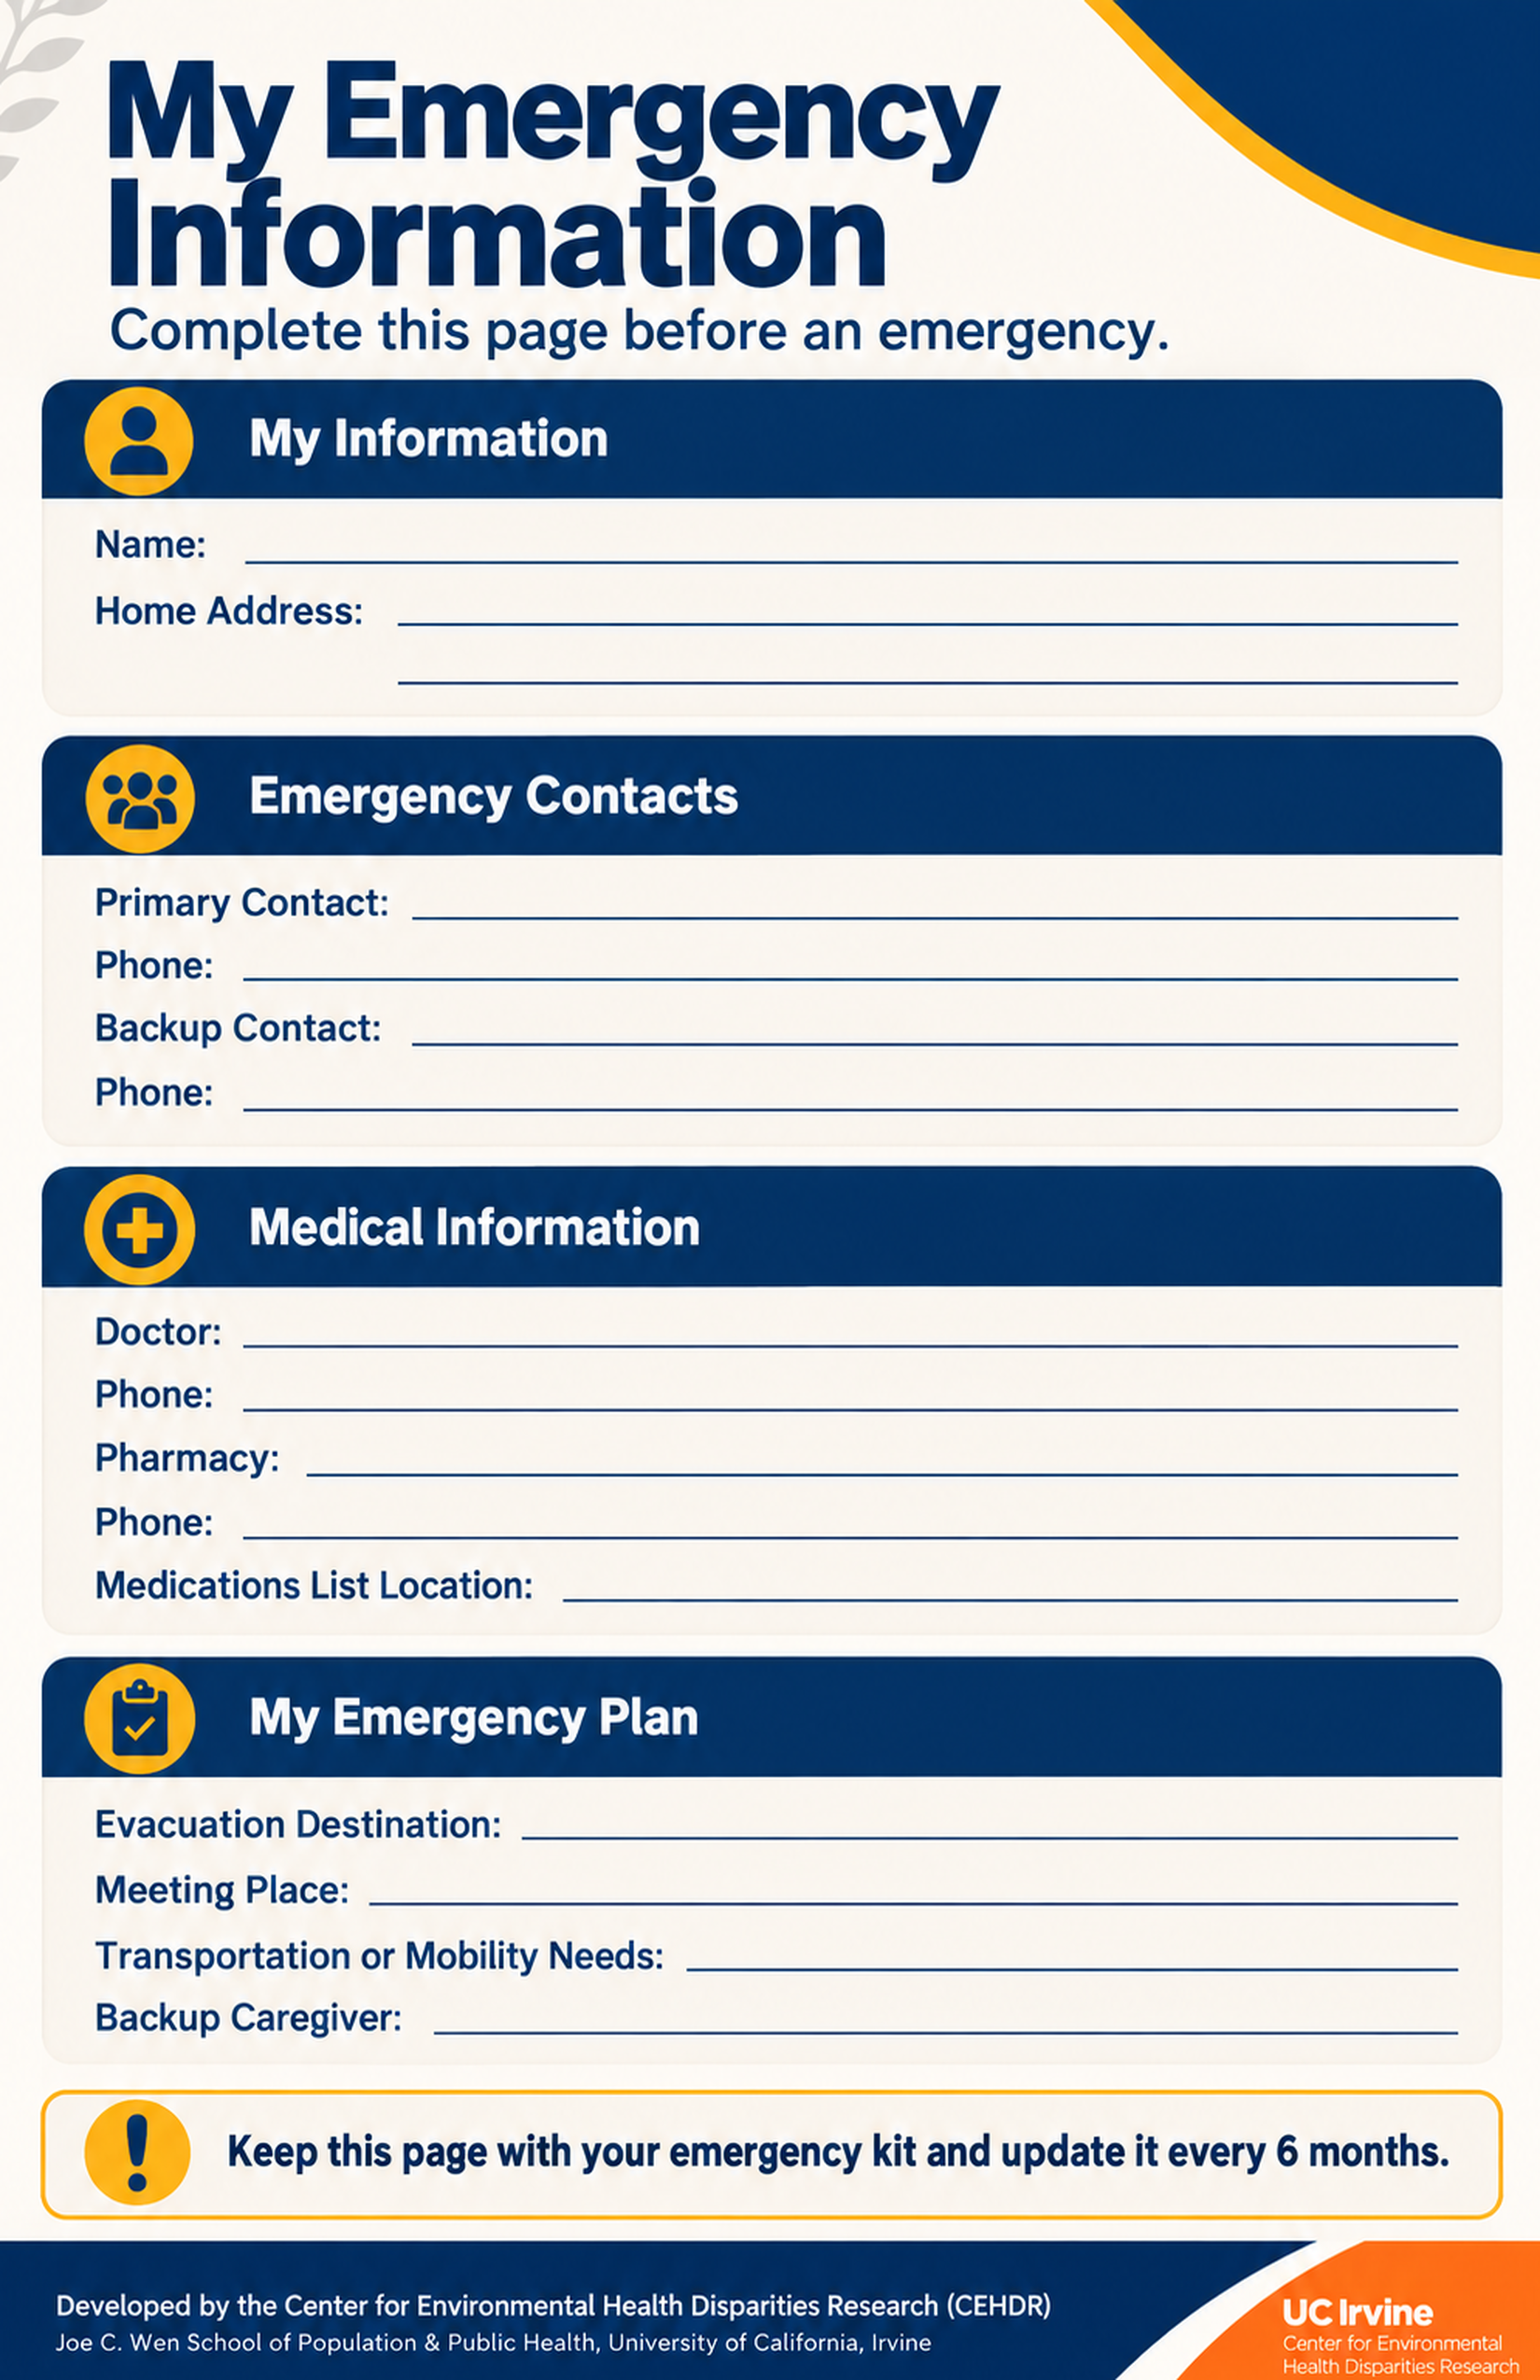 My Emergency
Information
Complete this page before an emergency.
My Information
Name:
Home Address:
Emergency Contacts
Primary Contact:
Phone:
Backup Contact:
Phone:
Medical Information
Doctor:
Phone:
Pharmacy:
Phone:
Medications List Location:
My Emergency Plan
Evacuation Destination:
Meeting Place:
Transportation or Mobility Needs:
Backup Caregiver:
Keep this page with your emergency kit and update it every 6 months.
Developed by the Center for Environmental Health Disparities Research (CEHDR)
Joe C. Wen School of Population & Public Health, University of California, Irvine
UC Irvine
Center for Environmental
Health Disparities Research